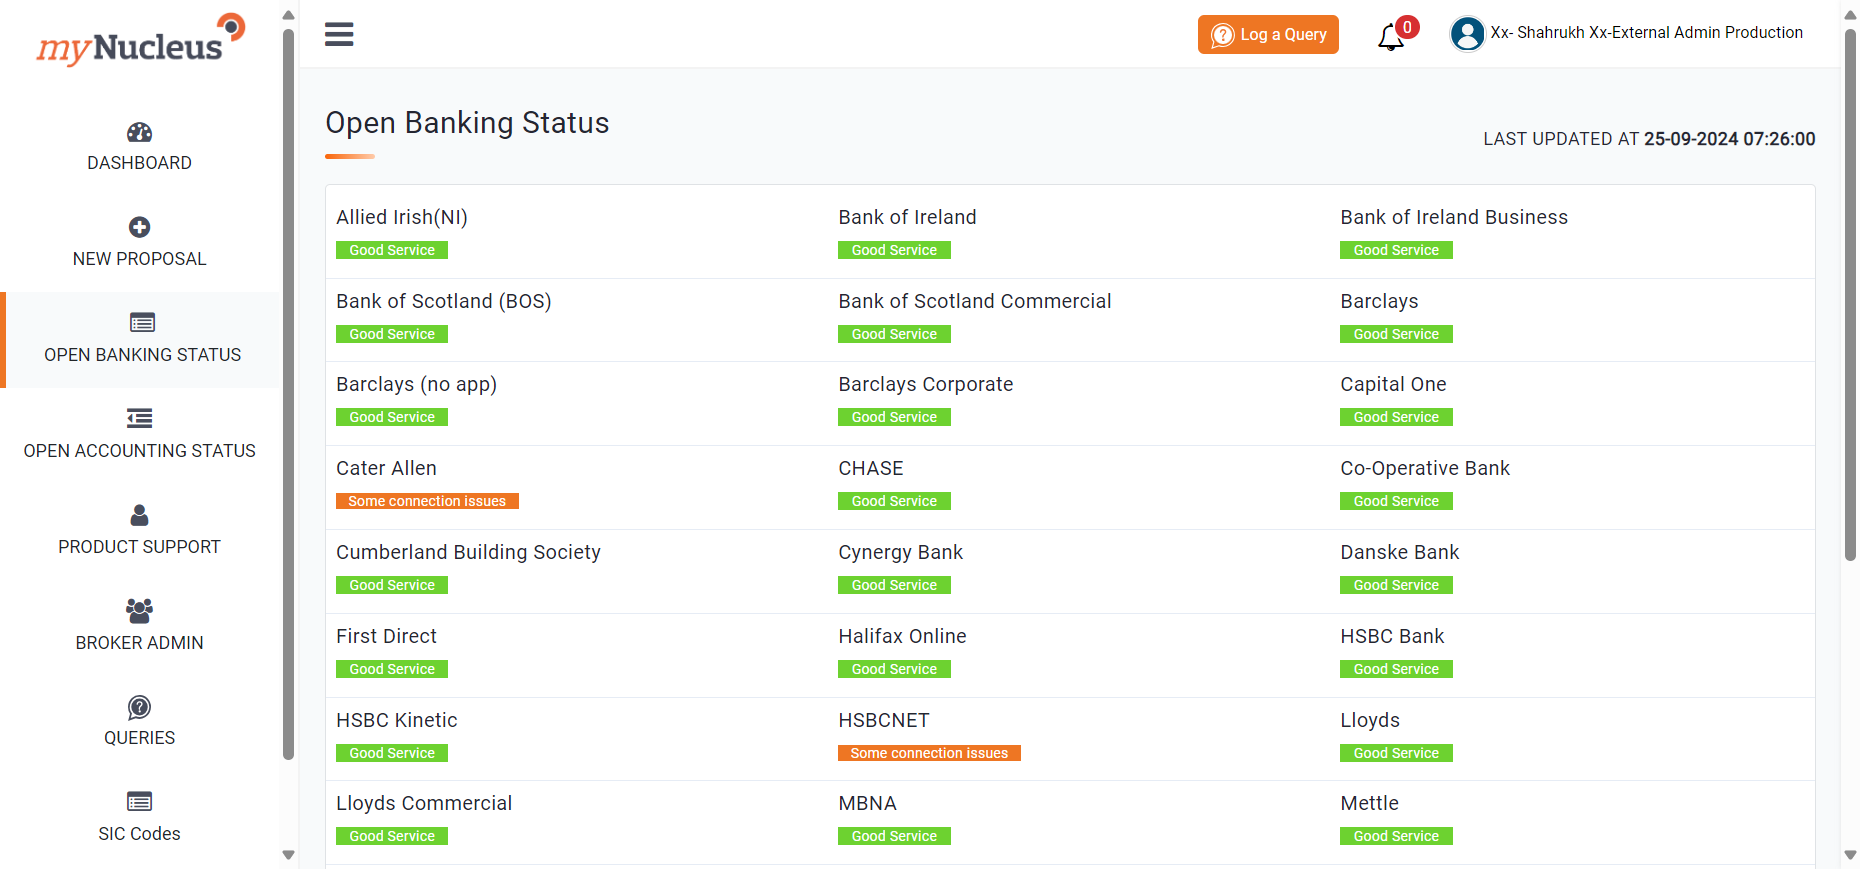 myNucleus
Log a Query
0
Xx- Shahrukh Xx-External Admin Production
DASHBOARD
NEW PROPOSAL
OPEN BANKING STATUS
OPEN ACCOUNTING STATUS
PRODUCT SUPPORT
BROKER ADMIN
QUERIES
SIC Codes
Open Banking Status
LAST UPDATED AT 25-09-2024 07:26:00
Allied Irish(NI)
Good Service
Bank of Ireland
Good Service
Bank of Ireland Business
Good Service
Bank of Scotland (BOS)
Good Service
Bank of Scotland Commercial
Good Service
Barclays
Good Service
Barclays (no app)
Good Service
Barclays Corporate
Good Service
Capital One
Good Service
Cater Allen
Some connection issues
CHASE
Good Service
Co-Operative Bank
Good Service
Cumberland Building Society
Good Service
Cynergy Bank
Good Service
Danske Bank
Good Service
First Direct
Good Service
Halifax Online
Good Service
HSBC Bank
Good Service
HSBC Kinetic
Good Service
HSBCNET
Some connection issues
Lloyds
Good Service
Lloyds Commercial
Good Service
MBNA
Good Service
Mettle
Good Service